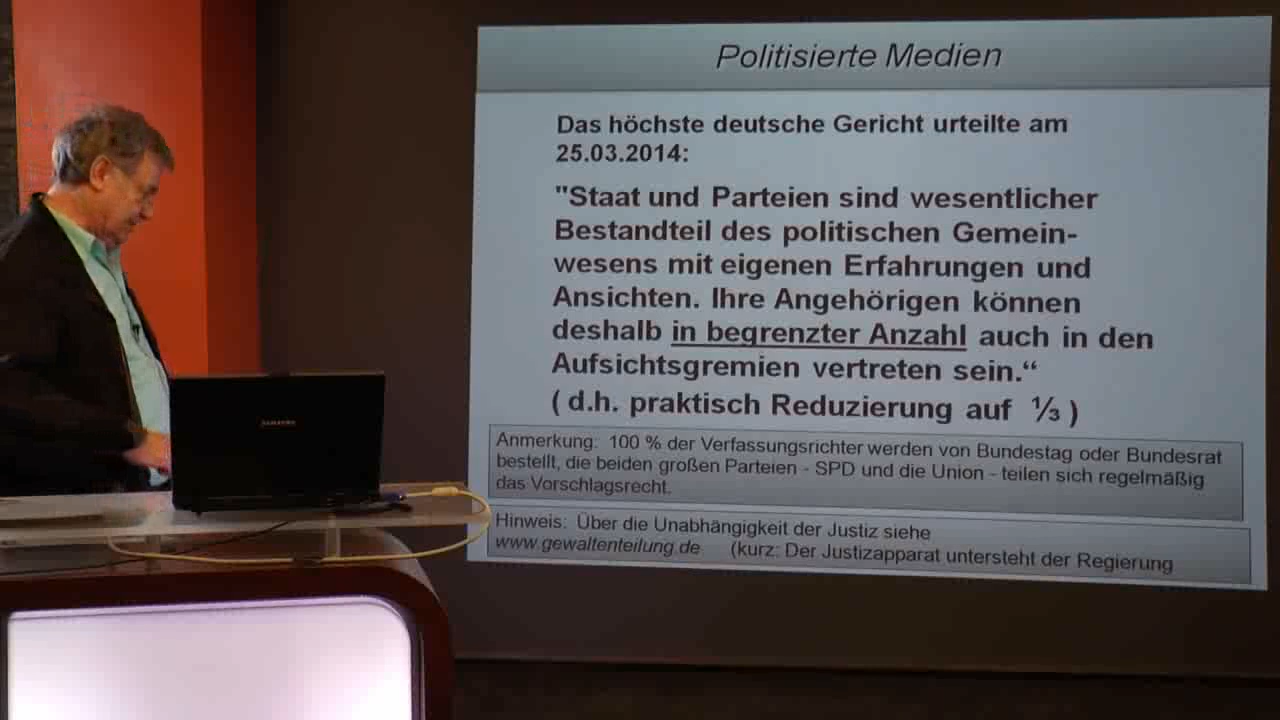 Politisierte Medien
Das höchste deutsche Gericht urteilte am
25.03.2014:
"Staat und Parteien sind wesentlicher
Bestandteil des politischen Gemein-
wesens mit eigenen Erfahrungen und
Ansichten. Ihre Angehörigen können
deshalb in begrenzter Anzahl auch in den
Aufsichtsgremien vertreten sein.“
( d.h. praktisch Reduzierung auf ⅓ )
Anmerkung: 100 % der Verfassungsrichter werden von Bundestag oder Bundesrat
bestellt, die beiden großen Parteien - SPD und die Union - teilen sich regelmäßig
das Vorschlagsrecht.
Hinweis: Über die Unabhängigkeit der Justiz siehe
www.gewaltenteilung.de (kurz: Der Justizapparat untersteht der Regierung
SAMSUNG